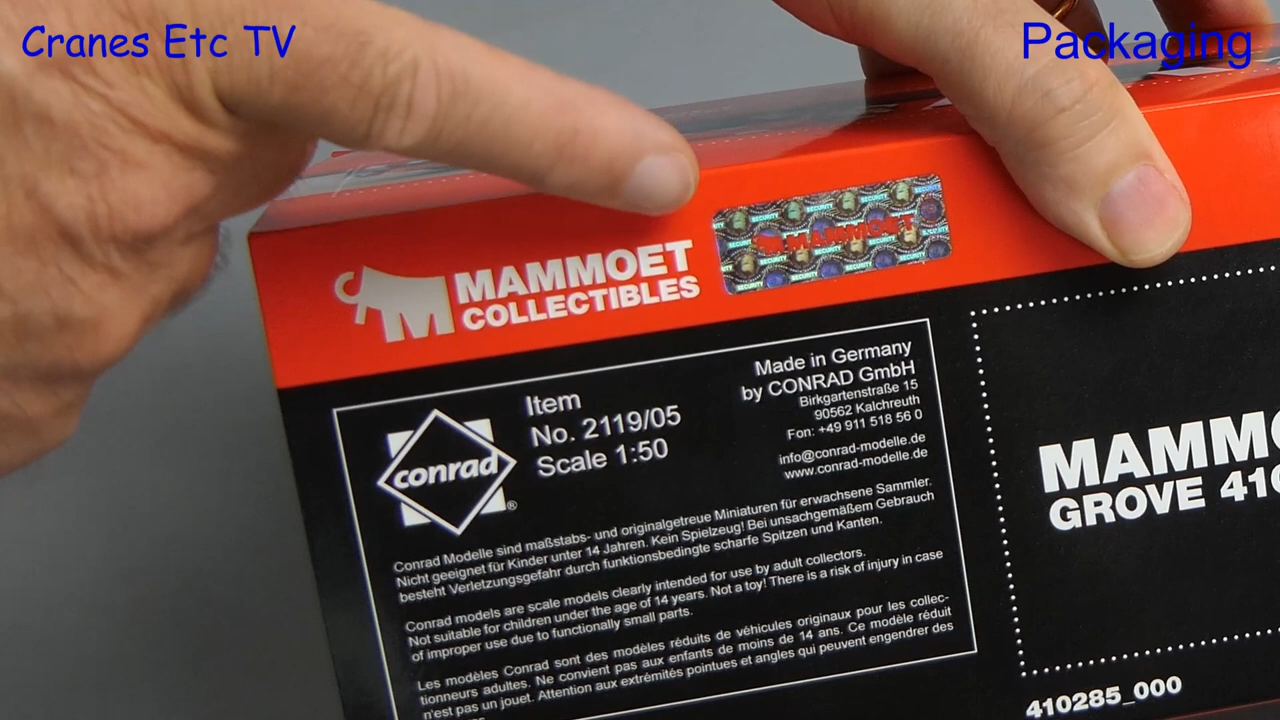 Cranes Etc TV
Packaging
MAMMOET
COLLECTIBLES
SECURITY
MAMMOET
conrad
®
Item
No. 2119/05
Scale 1:50
Made in Germany
by CONRAD GmbH
Birkgartenstraße 15
90562 Kalchreuth
Fon: +49 911 518 56 0
info@conrad-modelle.de
www.conrad-modelle.de
Conrad Modelle sind maßstabs- und originalgetreue Miniaturen für erwachsene Sammler.
Nicht geeignet für Kinder unter 14 Jahren. Kein Spielzeug! Bei unsachgemäßem Gebrauch
besteht Verletzungsgefahr durch funktionsbedingte scharfe Spitzen und Kanten.
Conrad models are scale models clearly intended for use by adult collectors.
Not suitable for children under the age of 14 years. Not a toy! There is a risk of injury in case
of improper use due to functionally small parts.
Les modèles Conrad sont des modèles réduits de véhicules originaux pour les collec-
tionneurs adultes. Ne convient pas aux enfants de moins de 14 ans. Ce modèle réduit
n'est pas un jouet. Attention aux extrémités pointues et angles qui peuvent engendrer des
MAMMO
GROVE 410
410285_000